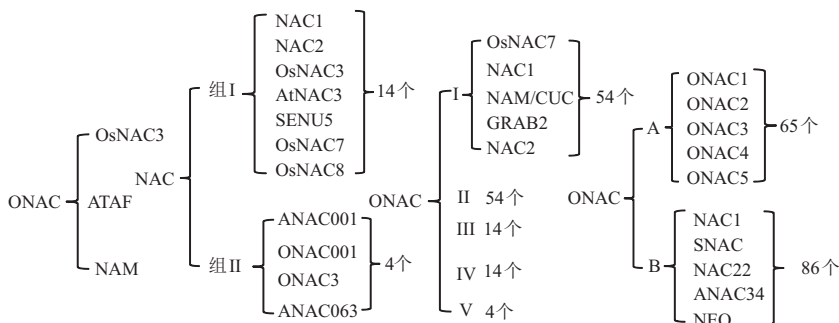 ONAC
OsNAC3
ATAF
NAM
NAC
组I
NAC1
NAC2
OsNAC3
AtNAC3
SENU5
OsNAC7
OsNAC8
14个
组II
ANAC001
ONAC001
ONAC3
ANAC063
4个
ONAC
I
OsNAC7
NAC1
NAM/CUC
GRAB2
NAC2
54个
II 54个
III 14个
IV 14个
V 4个
ONAC
A
ONAC1
ONAC2
ONAC3
ONAC4
ONAC5
65个
B
NAC1
SNAC
NAC22
ANAC34
86个